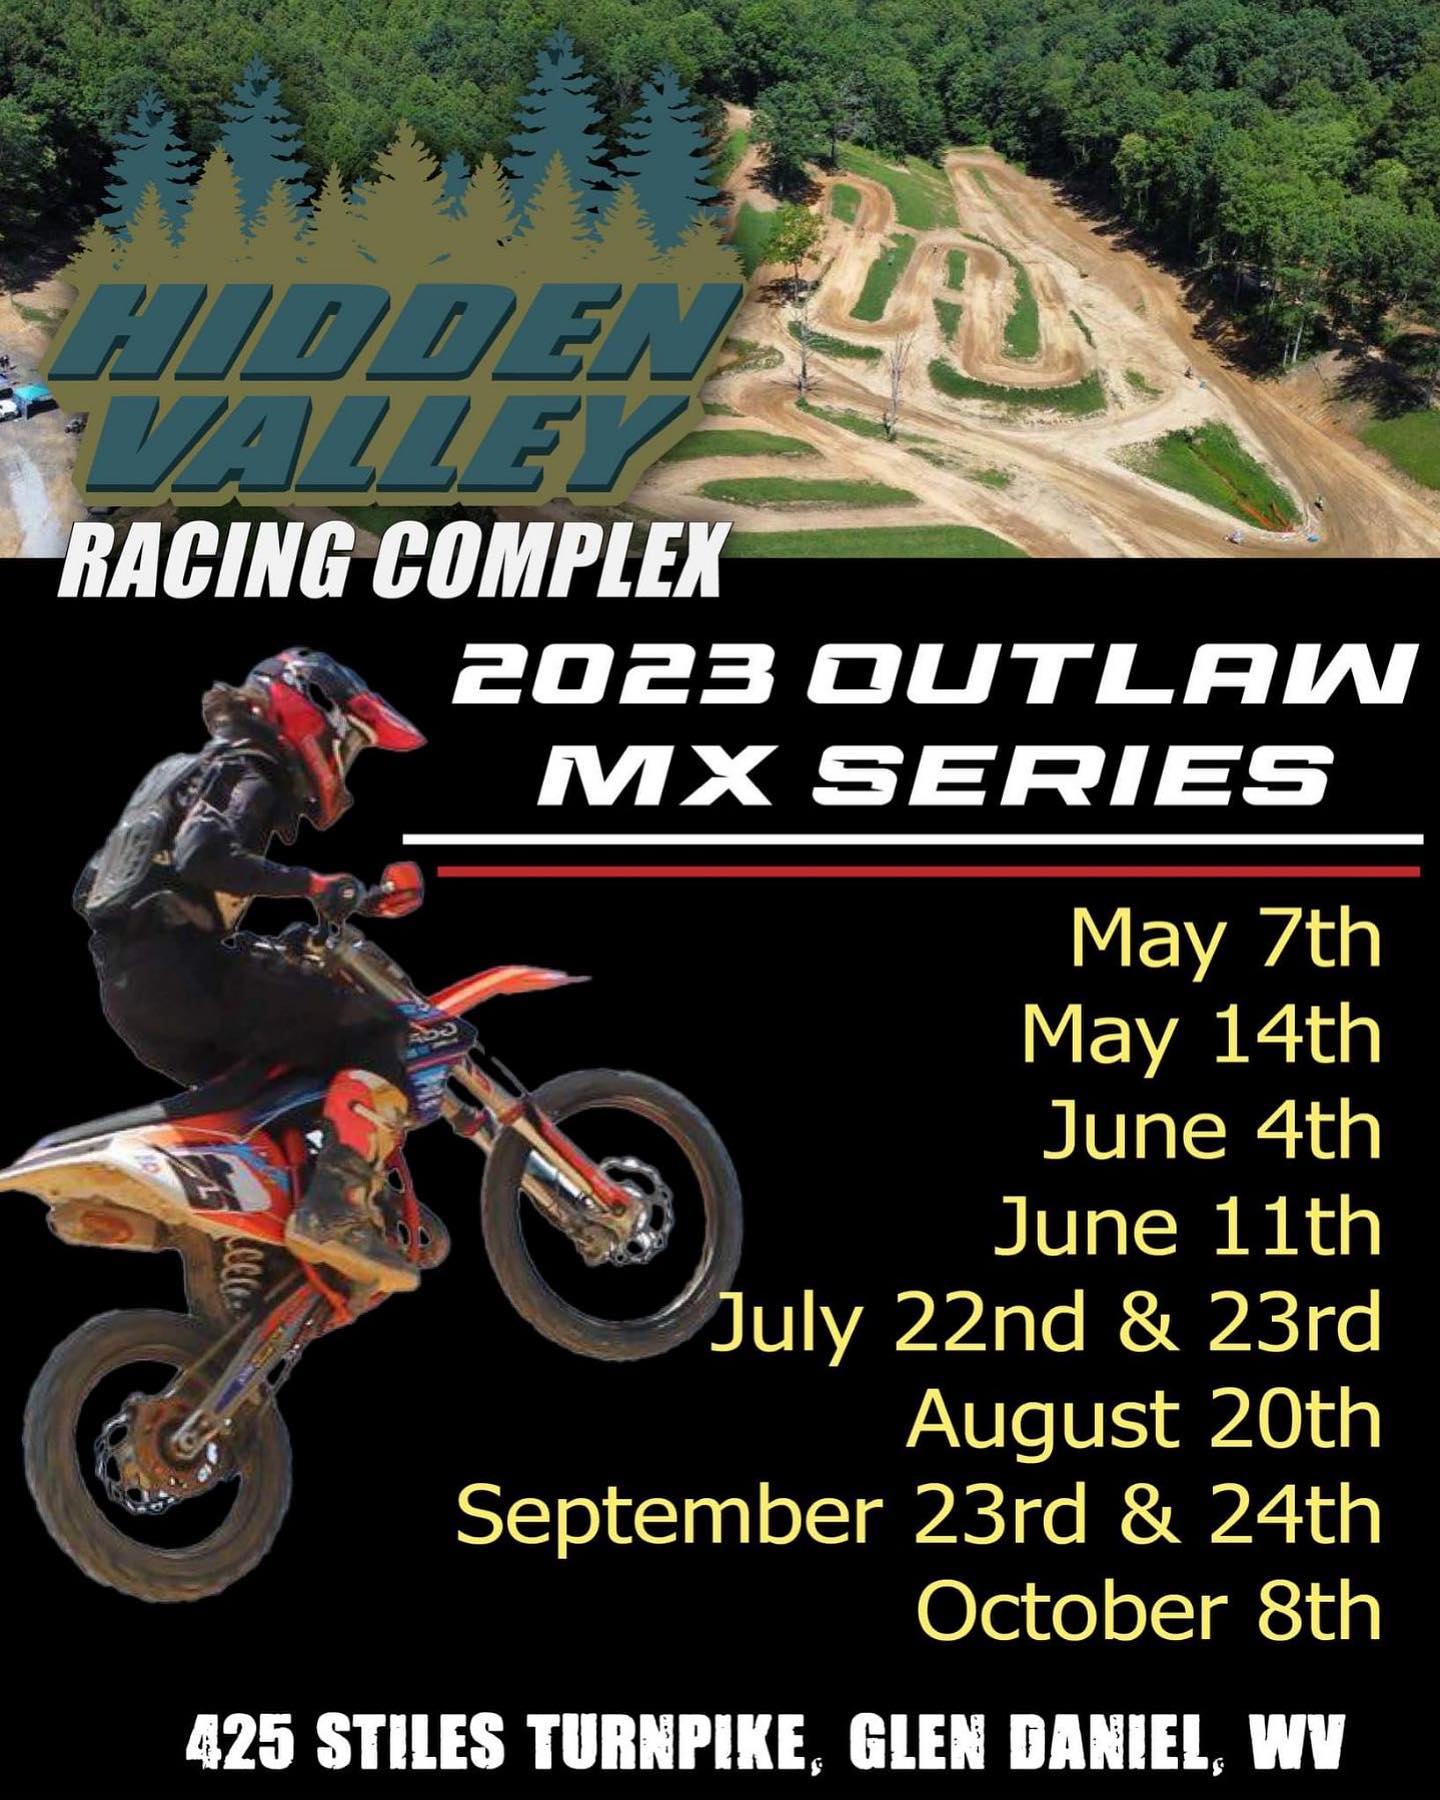 HIDDEN
VALLEY
RACING COMPLEX
2023 OUTLAW
MX SERIES
May 7th
May 14th
June 4th
June 11th
July 22nd & 23rd
August 20th
September 23rd & 24th
October 8th
425 STILES TURNPIKE, GLEN DANIEL, WV